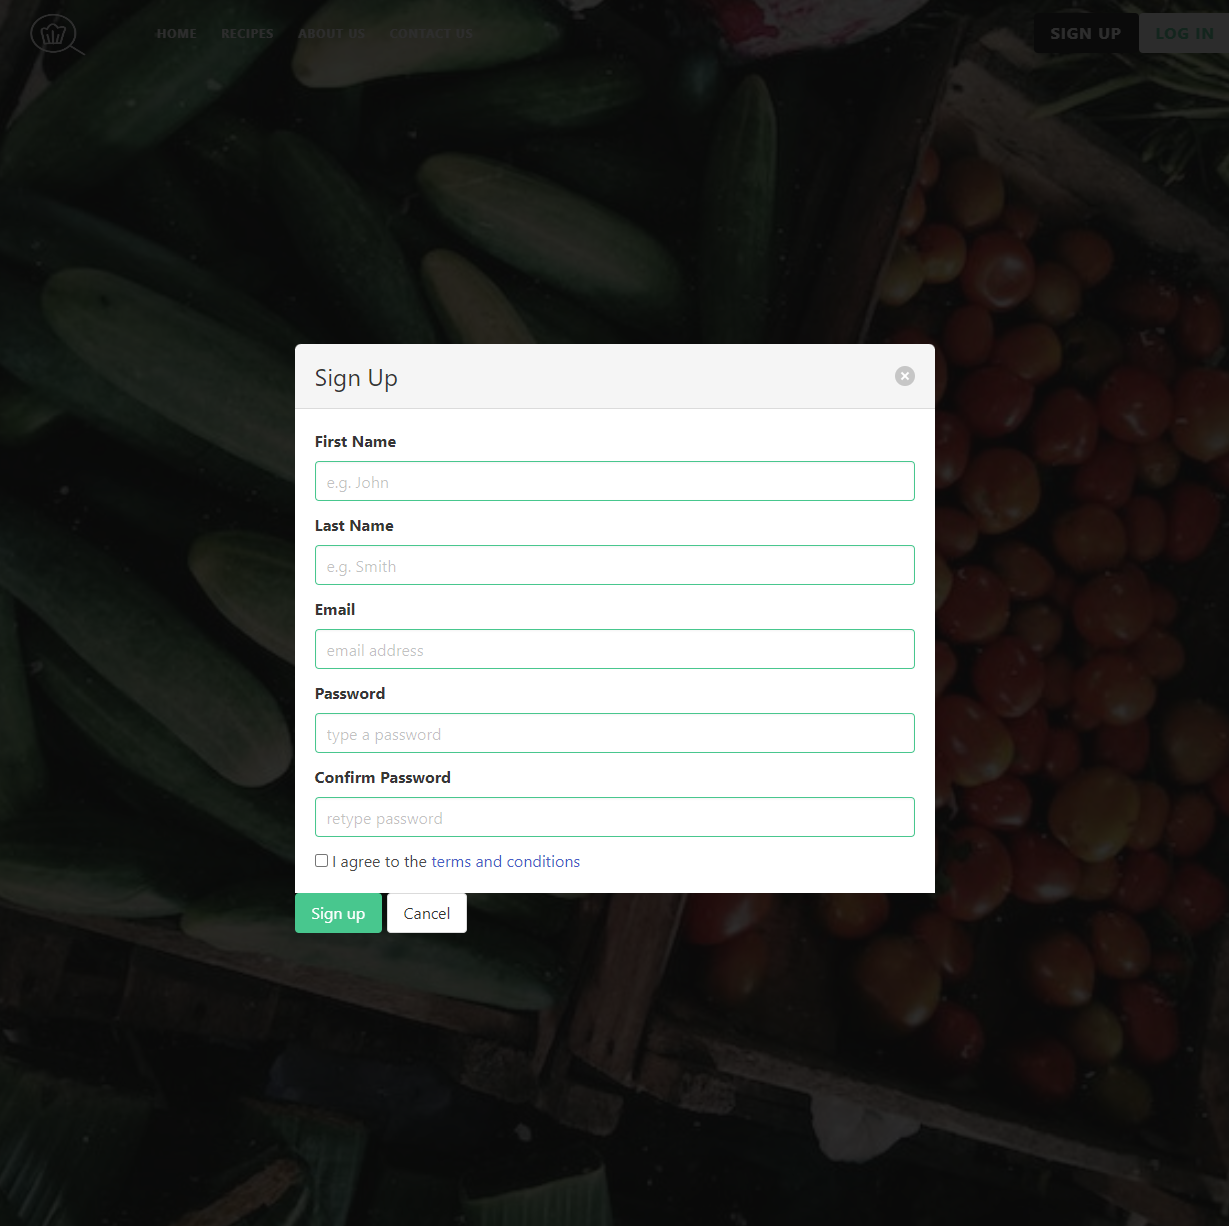 HOME RECIPES ABOUT US CONTACT US SIGN UP LOG IN
Sign Up
First Name
e.g. John
Last Name
e.g. Smith
Email
email address
Password
type a password
Confirm Password
retype password
I agree to the terms and conditions
Sign up Cancel